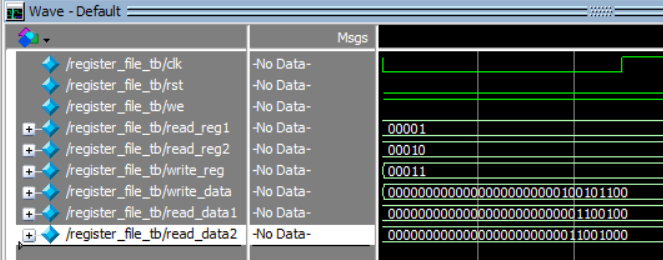 Wave - Default
Msgs
/register_file_tb/clk -No Data-
/register_file_tb/rst -No Data-
/register_file_tb/we -No Data-
/register_file_tb/read_reg1 -No Data- 00001
/register_file_tb/read_reg2 -No Data- 00010
/register_file_tb/write_reg -No Data- 00011
/register_file_tb/write_data -No Data- 00000000000000000000000100101100
/register_file_tb/read_data1 -No Data- 00000000000000000000000001100100
/register_file_tb/read_data2 -No Data- 00000000000000000000000011001000